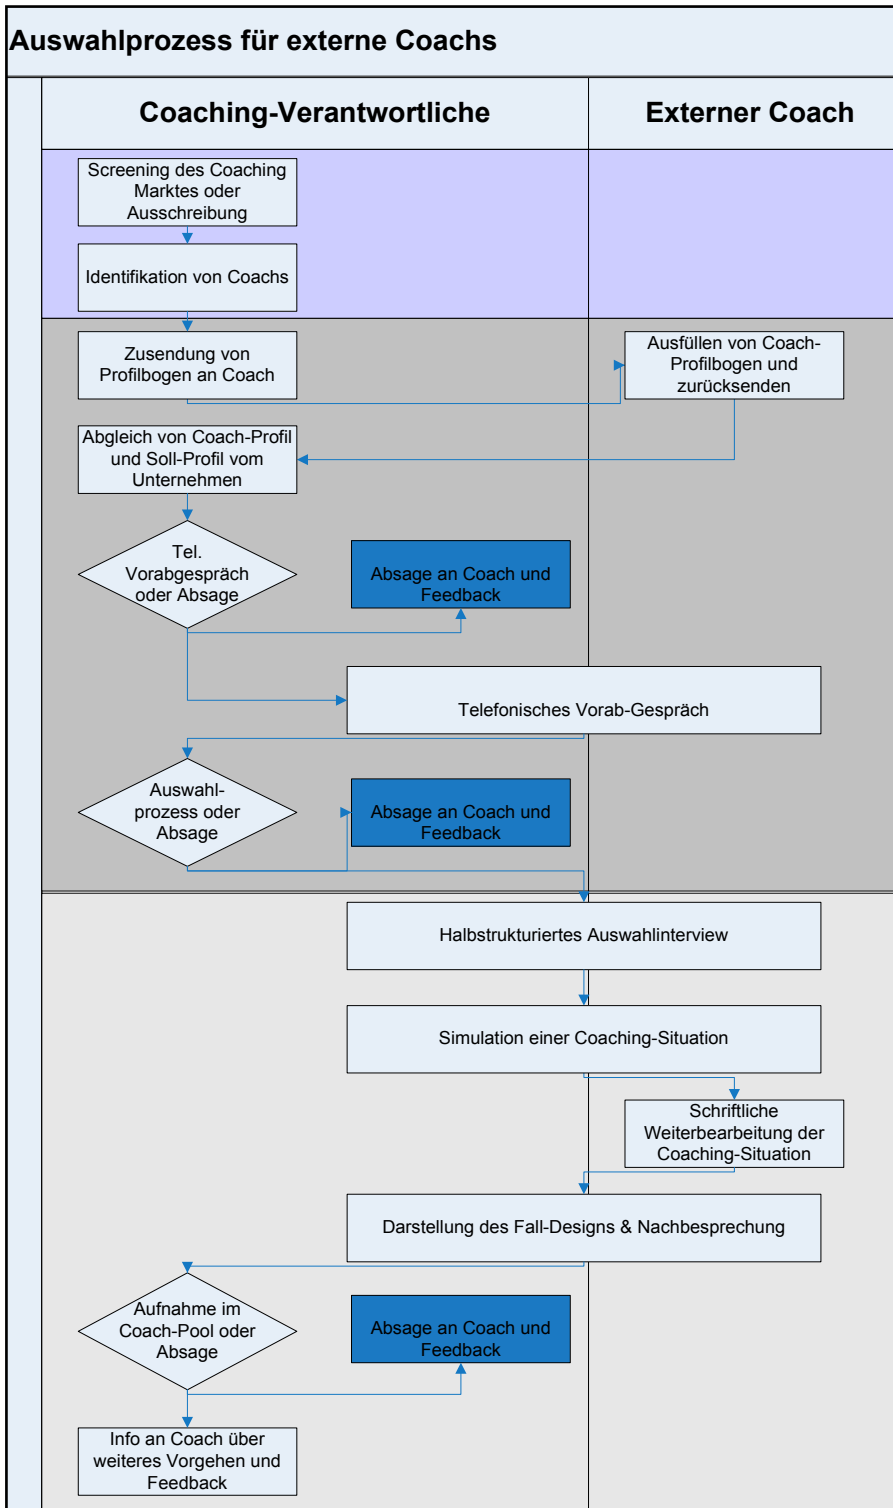 Auswahlprozess für externe Coachs
Coaching-Verantwortliche
Externer Coach
Screening des Coaching
Marktes oder
Ausschreibung
Identifikation von Coachs
Zusendung von
Profilbogen an Coach
Ausfüllen von Coach-
Profilbogen und
zurücksenden
Abgleich von Coach-Profil
und Soll-Profil vom
Unternehmen
Tel.
Vorabgespräch
oder Absage
Absage an Coach und
Feedback
Telefonisches Vorab-Gespräch
Auswahl-
prozess oder
Absage
Absage an Coach und
Feedback
Halbstrukturiertes Auswahlinterview
Simulation einer Coaching-Situation
Schriftliche
Weiterbearbeitung der
Coaching-Situation
Darstellung des Fall-Designs & Nachbesprechung
Aufnahme im
Coach-Pool oder
Absage
Absage an Coach und
Feedback
Info an Coach über
weiteres Vorgehen und
Feedback